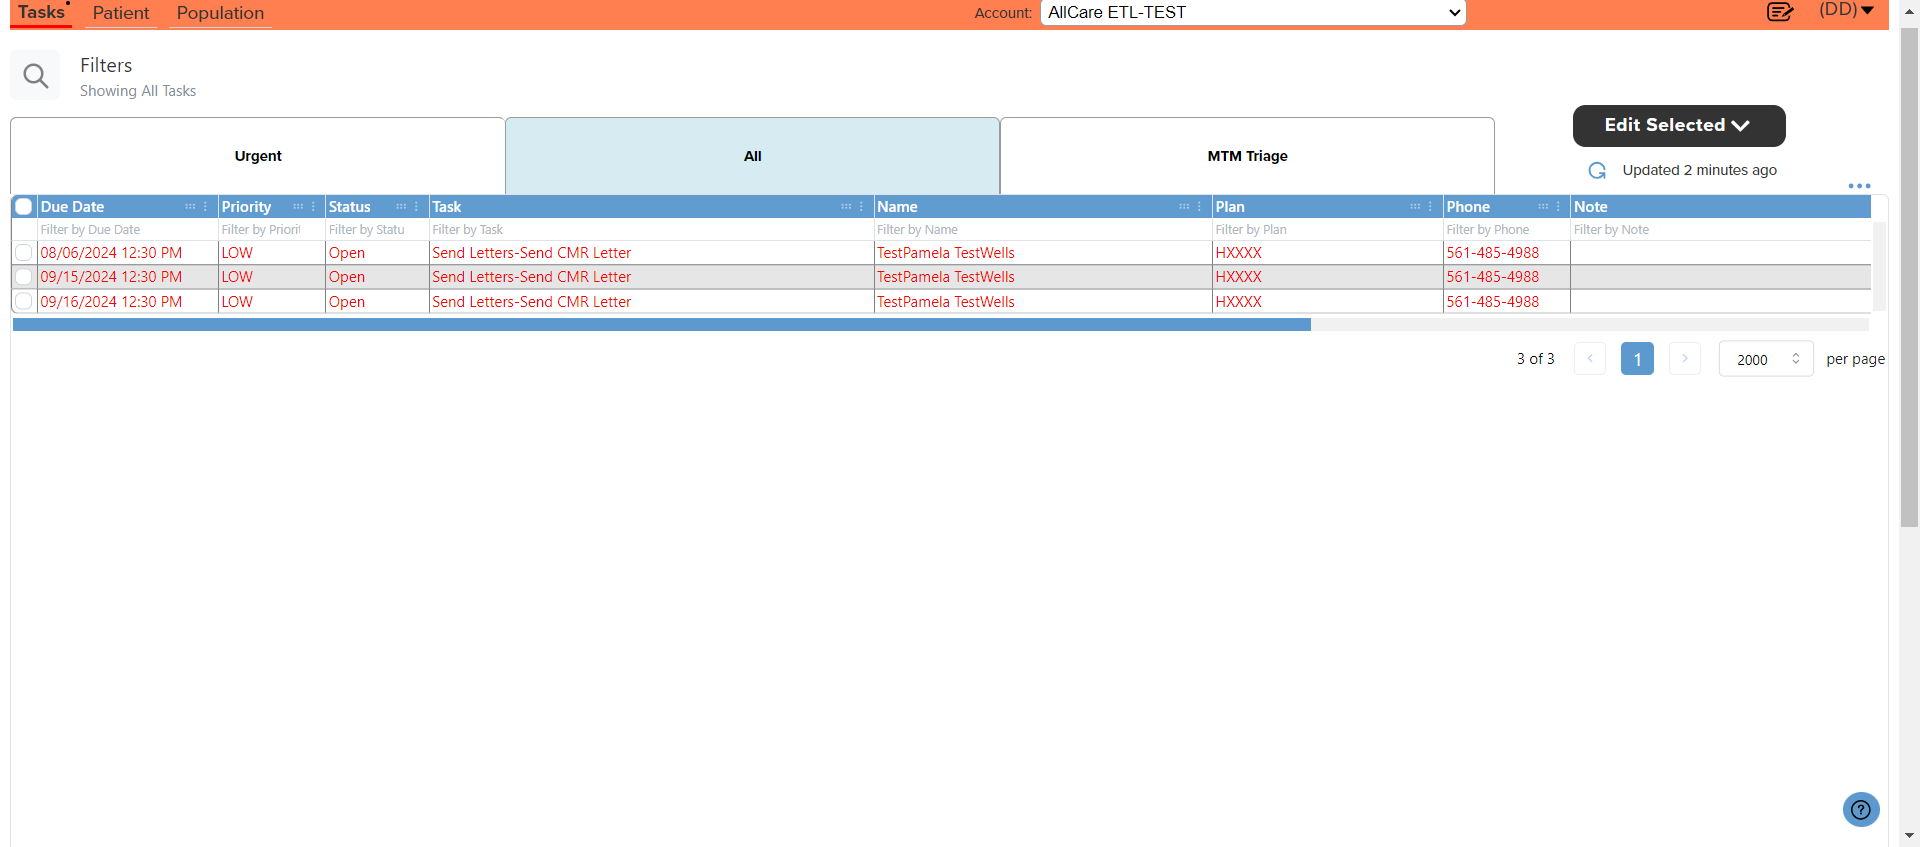 Tasks Patient Population Account: AllCare ETL-TEST (DD)
Filters
Showing All Tasks
Urgent All MTM Triage
Edit Selected
Updated 2 minutes ago
Due Date Priority Status Task Name Plan Phone Note
Filter by Due Date Filter by Priorit Filter by Statu Filter by Task Filter by Name Filter by Plan Filter by Phone Filter by Note
08/06/2024 12:30 PM LOW Open Send Letters-Send CMR Letter TestPamela TestWells HXXXX 561-485-4988
09/15/2024 12:30 PM LOW Open Send Letters-Send CMR Letter TestPamela TestWells HXXXX 561-485-4988
09/16/2024 12:30 PM LOW Open Send Letters-Send CMR Letter TestPamela TestWells HXXXX 561-485-4988
3 of 3 1 2000 per page